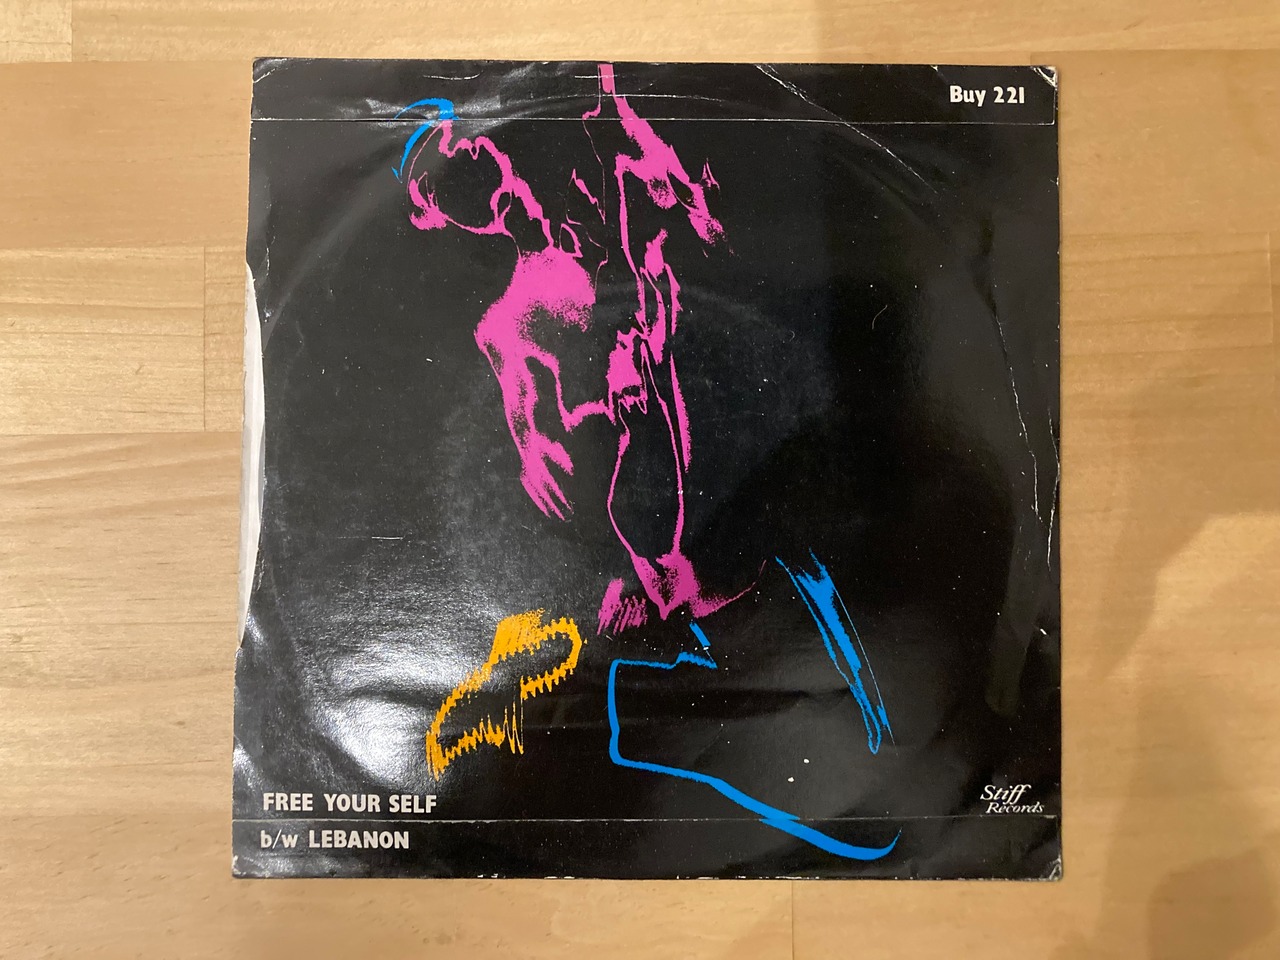 Buy 221
FREE YOUR SELF
b/w LEBANON
Stiff
Records